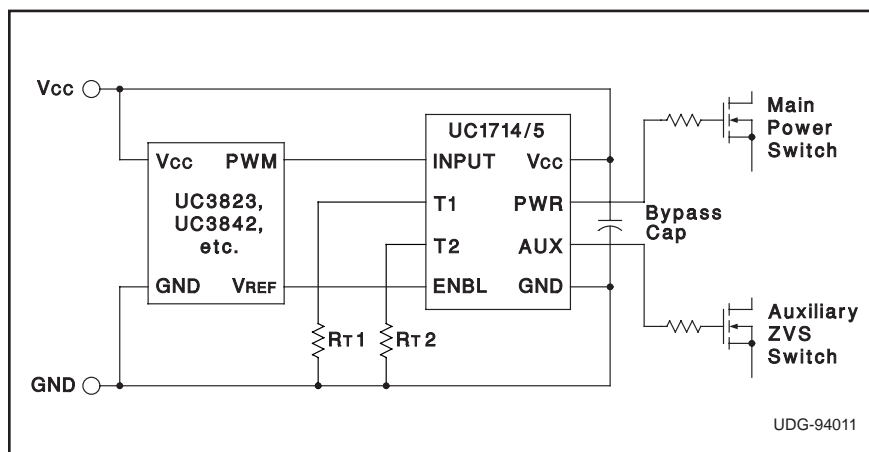 Vcc
UC1714/5
Vcc PWM
INPUT Vcc
UC3823,
UC3842,
etc.
T1 PWR
T2 AUX
GND VREF
ENBL GND
Bypass
Cap
Main
Power
Switch
RT1 RT2
Auxiliary
ZVS
Switch
GND
UDG-94011